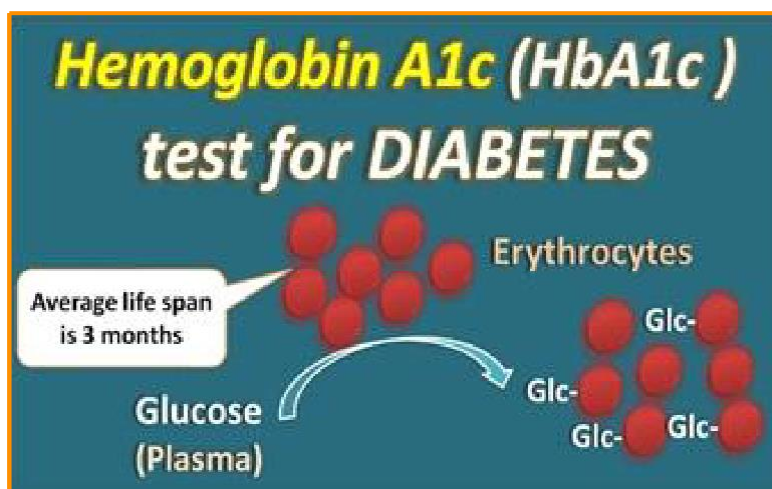 Hemoglobin A1c (HbA1c )
test for DIABETES
Erythrocytes
Average life span
is 3 months
Glc-
Glc-
Glc-
Glc-
Glucose
(Plasma)